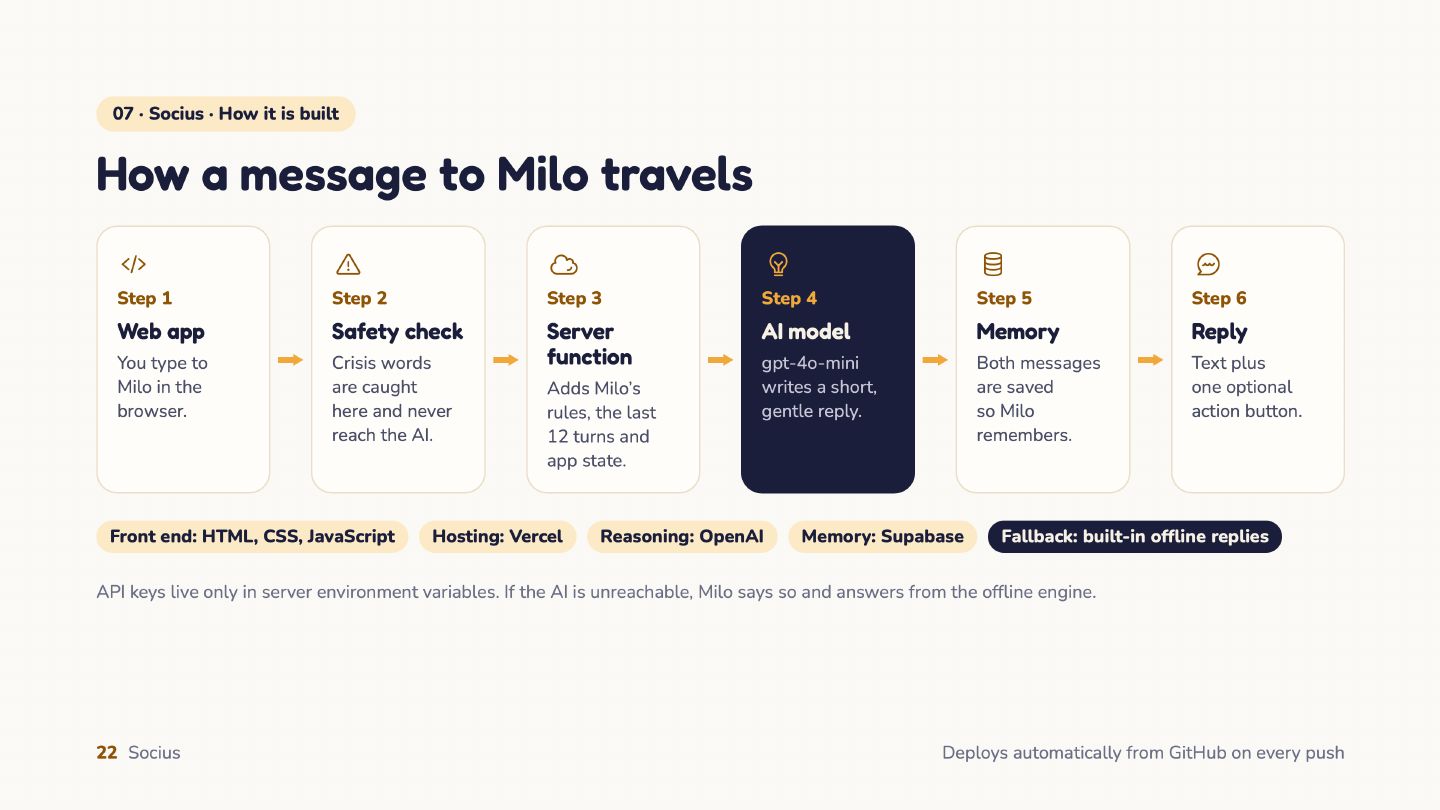 07 · Socius · How it is built
How a message to Milo travels
Step 1
Web app
You type to
Milo in the
browser.
Step 2
Safety check
Crisis words
are caught
here and never
reach the AI.
Step 3
Server
function
Adds Milo’s
rules, the last
12 turns and
app state.
Step 4
AI model
gpt-4o-mini
writes a short,
gentle reply.
Step 5
Memory
Both messages
are saved
so Milo
remembers.
Step 6
Reply
Text plus
one optional
action button.
Front end: HTML, CSS, JavaScript
Hosting: Vercel
Reasoning: OpenAI
Memory: Supabase
Fallback: built-in offline replies
API keys live only in server environment variables. If the AI is unreachable, Milo says so and answers from the offline engine.
22 Socius
Deploys automatically from GitHub on every push